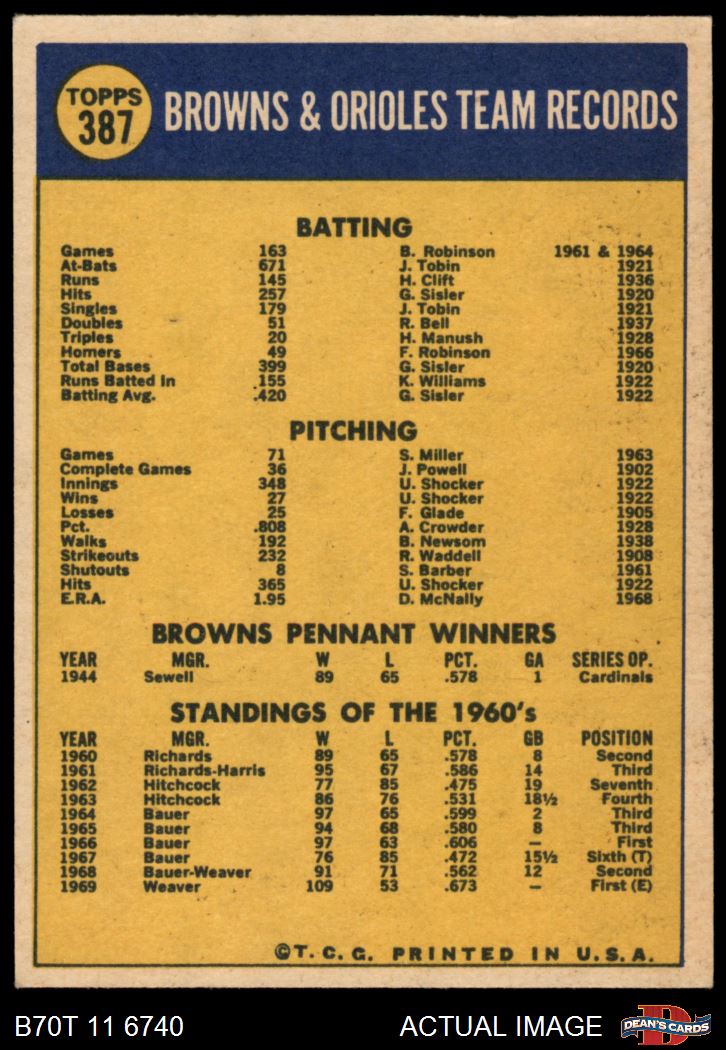 TOPPS
387
BROWNS & ORIOLES TEAM RECORDS
BATTING
Games 163 B. Robinson 1961 & 1964
At-Bats 671 J. Tobin 1921
Runs 145 H. Clift 1936
Hits 257 G. Sisler 1920
Singles 179 J. Tobin 1921
Doubles 51 R. Bell 1937
Triples 20 H. Manush 1928
Homers 49 F. Robinson 1966
Total Bases 399 G. Sisler 1920
Runs Batted In 155 K. Williams 1922
Batting Avg. .420 G. Sisler 1922
PITCHING
Games 71 S. Miller 1963
Complete Games 36 J. Powell 1902
Innings 348 U. Shocker 1922
Wins 27 U. Shocker 1922
Losses 25 F. Glade 1905
Pct. .808 A. Crowder 1928
Walks 192 B. Newsom 1938
Strikeouts 232 R. Waddell 1908
Shutouts 8 S. Barber 1961
Hits 365 U. Shocker 1922
E.R.A. 1.95 D. McNally 1968
BROWNS PENNANT WINNERS
YEAR MGR. W L PCT. GA SERIES OP.
1944 Sewell 89 65 .578 1 Cardinals
STANDINGS OF THE 1960's
YEAR MGR. W L PCT. GB POSITION
1960 Richards 89 65 .578 8 Second
1961 Richards-Harris 95 67 .586 14 Third
1962 Hitchcock 77 85 .475 19 Seventh
1963 Hitchcock 86 76 .531 18½ Fourth
1964 Bauer 97 65 .599 2 Third
1965 Bauer 94 68 .580 8 Third
1966 Bauer 97 63 .606 — First
1967 Bauer 76 85 .472 15½ Sixth (T)
1968 Bauer-Weaver 91 71 .562 12 Second
1969 Weaver 109 53 .673 — First (E)
©T. C. G. PRINTED IN U.S.A.
B70T 11 6740 ACTUAL IMAGE DEAN'S CARDS